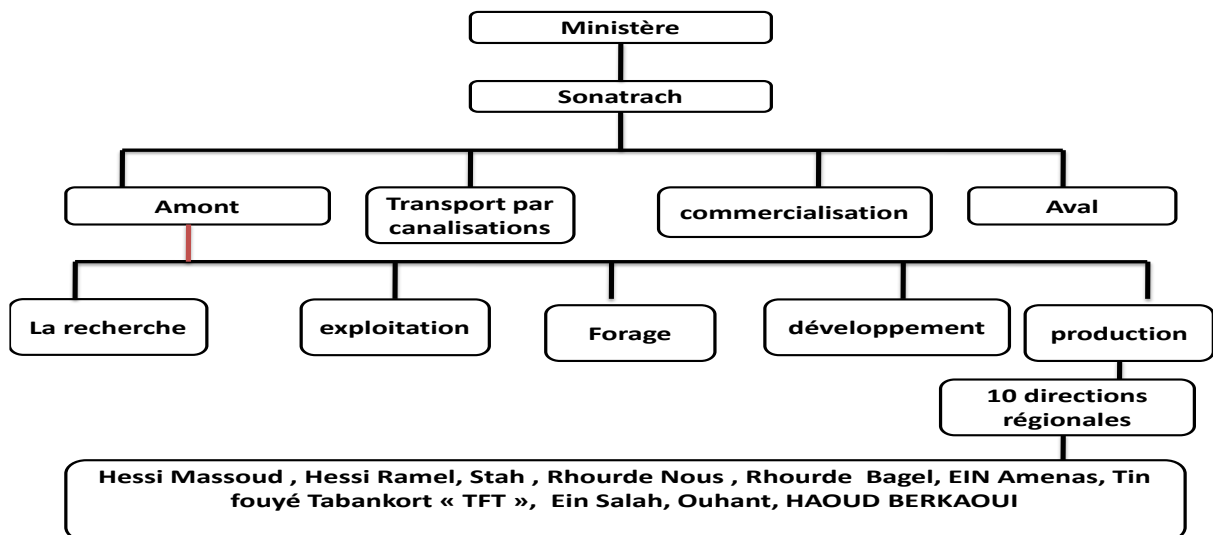 Ministère
Sonatrach
Amont
Transport par
canalisations
commercialisation
Aval
La recherche
exploitation
Forage
développement
production
10 directions
régionales
Hessi Massoud , Hessi Ramel, Stah , Rhourde Nous , Rhourde Bagel, EIN Amenas, Tin
fouyé Tabankort « TFT », Ein Salah, Ouhant, HAOUD BERKAOUI